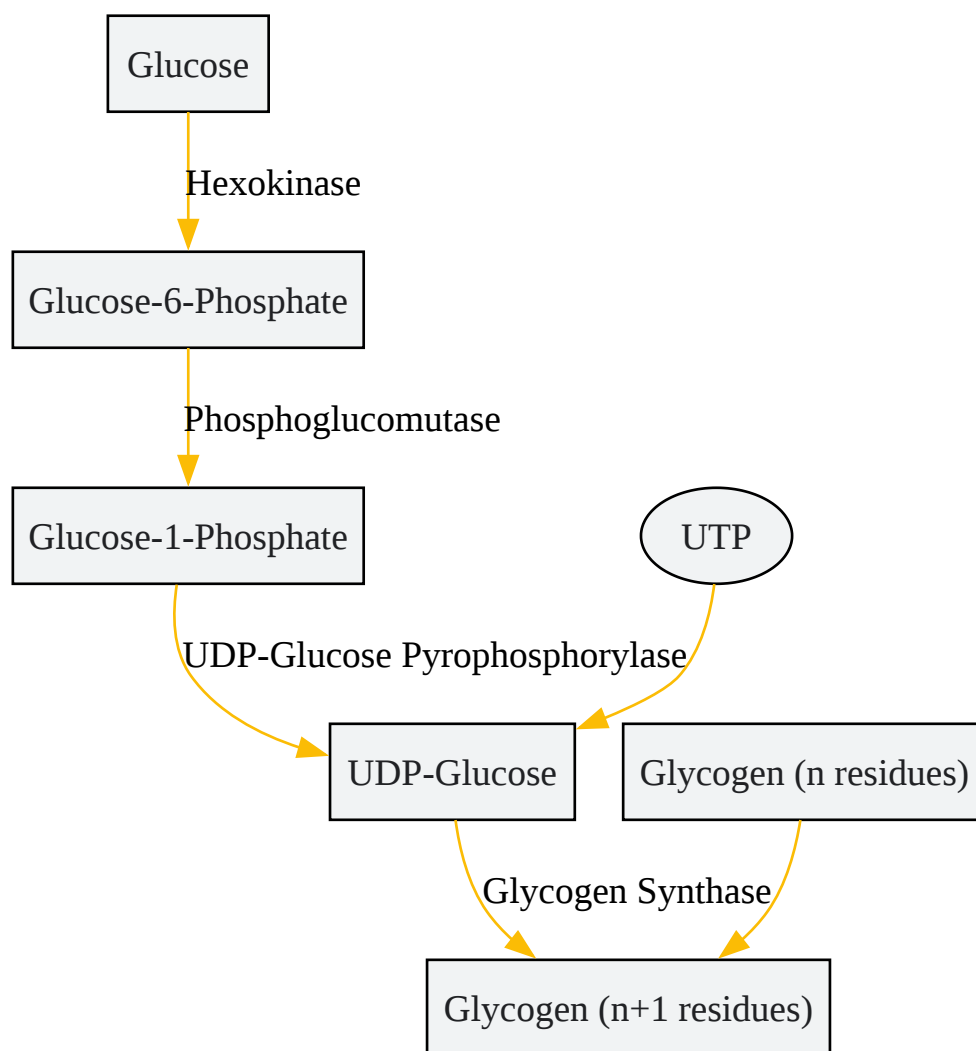 Glucose
Hexokinase
Glucose-6-Phosphate
Phosphoglucomutase
Glucose-1-Phosphate
UTP
UDP-Glucose Pyrophosphorylase
UDP-Glucose
Glycogen (n residues)
Glycogen Synthase
Glycogen (n+1 residues)